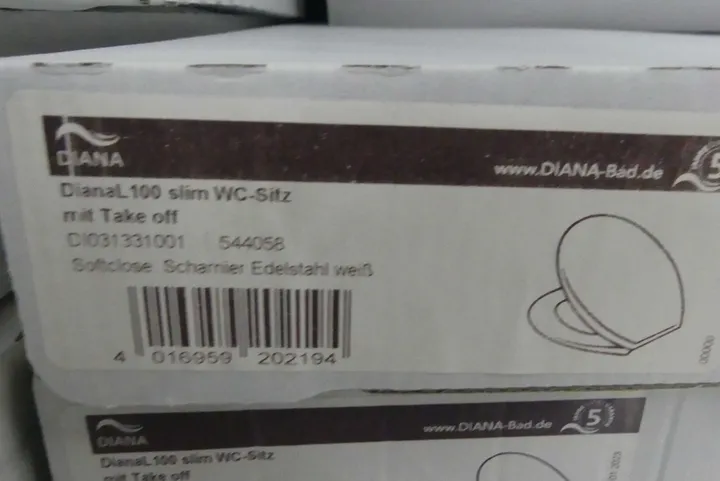 DIANA
www.DIANA-Bad.de
5
DianaL100 slim WC-Sitz
mit Take off
DI031331001 544058
Softclose Scharnier Edelstahl weiß
4 016959 202194
DIANA
www.DIANA-Bad.de
5
DianaL100 slim WC-Sitz
mit Take off